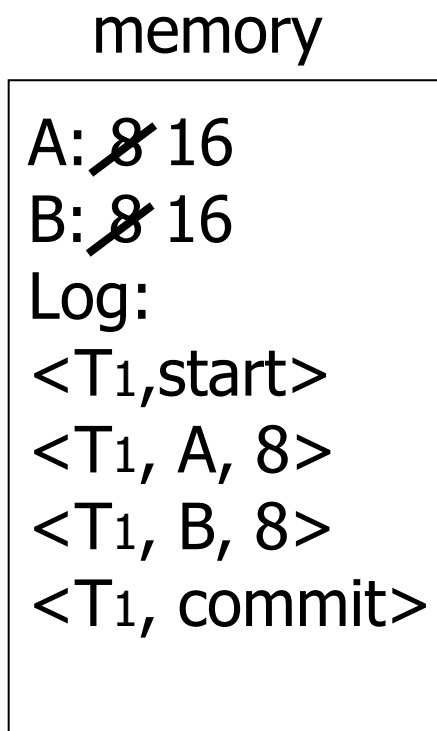 memory
A: 8 16
B: 8 16
Log:
<T1,start>
<T1, A, 8>
<T1, B, 8>
<T1, commit>